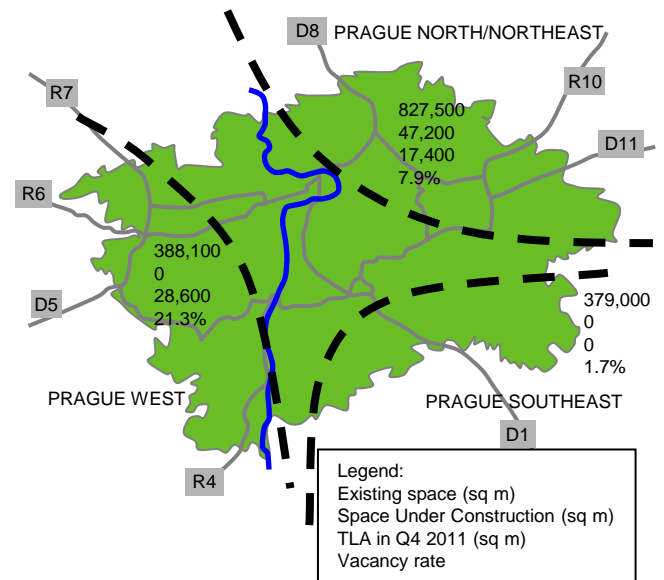 D8
PRAGUE NORTH/NORTHEAST
R7
R10
827,500
47,200
17,400
7.9%
D11
R6
388,100
0
28,600
21.3%
D5
379,000
0
0
1.7%
PRAGUE WEST
PRAGUE SOUTHEAST
D1
R4
Legend:
Existing space (sq m)
Space Under Construction (sq m)
TLA in Q4 2011 (sq m)
Vacancy rate